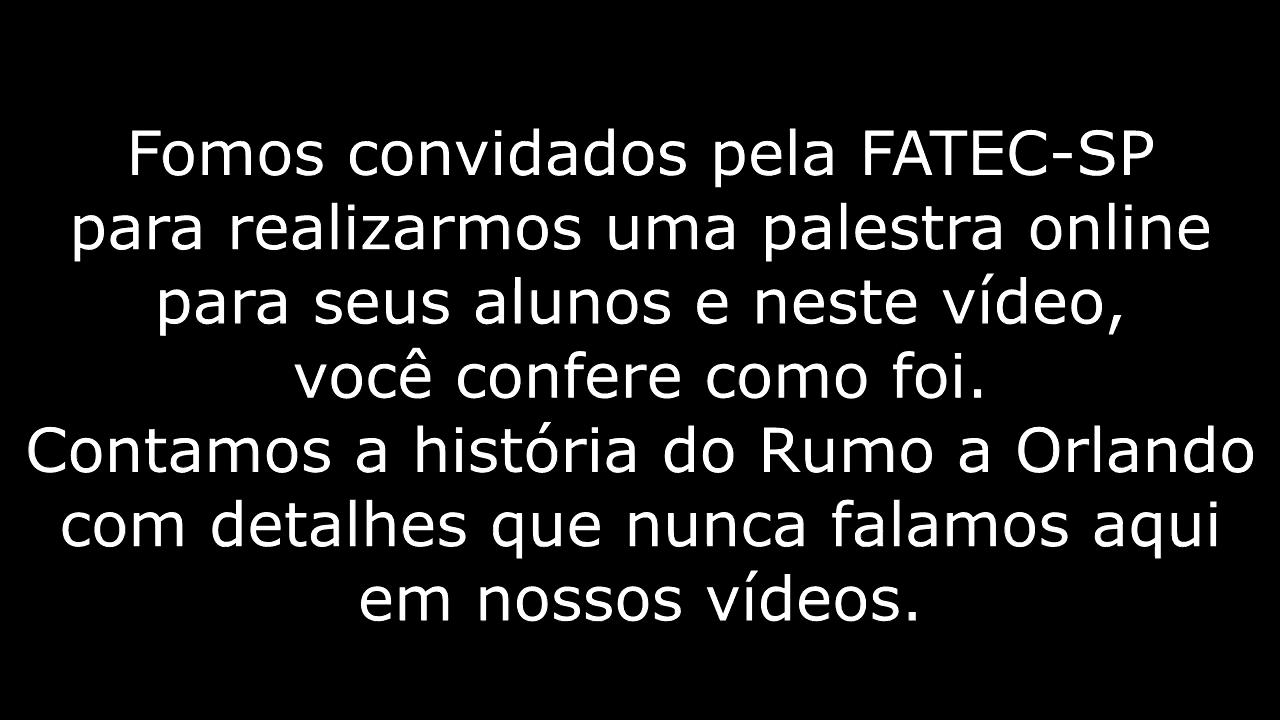 Fomos convidados pela FATEC-SP
para realizarmos uma palestra online
para seus alunos e neste vídeo,
você confere como foi.
Contamos a história do Rumo a Orlando
com detalhes que nunca falamos aqui
em nossos vídeos.